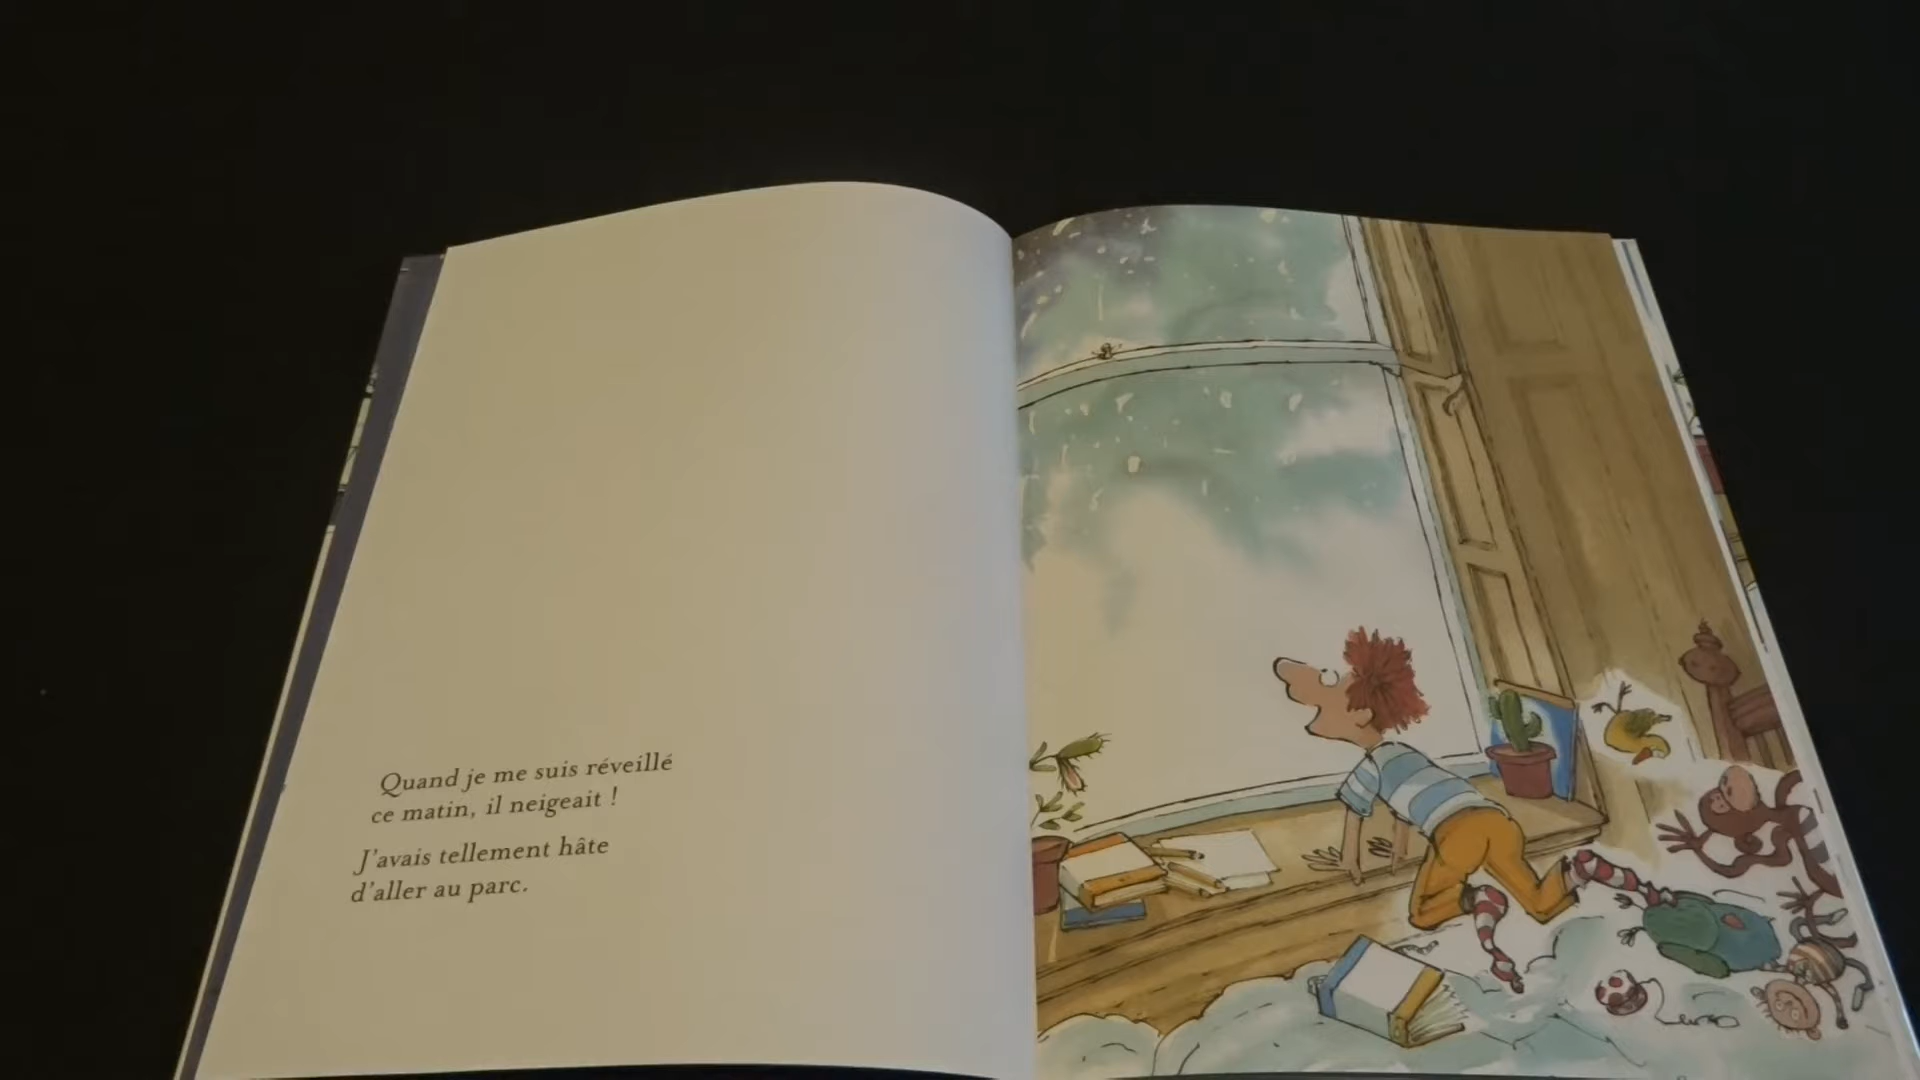 Quand je me suis réveillé
ce matin, il neigeait !
J'avais tellement hâte
d'aller au parc.